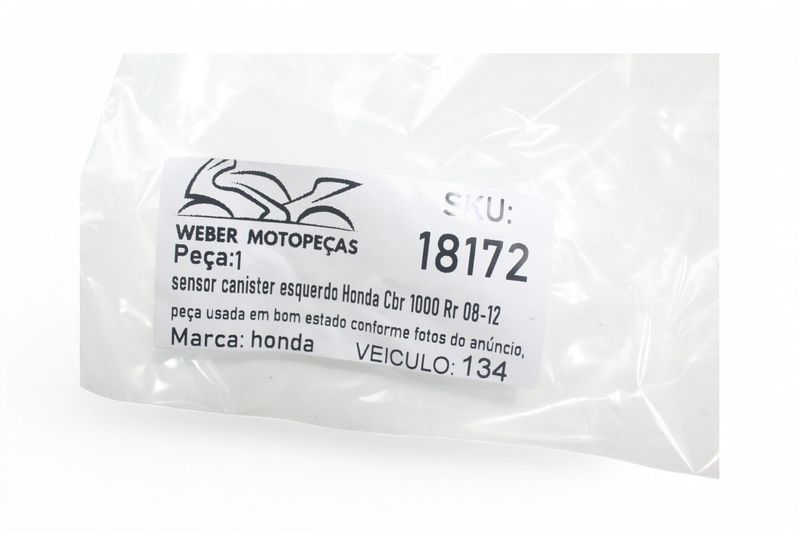 WEBER MOTOPEÇAS
SKU:
18172
Peça:1
sensor canister esquerdo Honda Cbr 1000 Rr 08-12
peça usada em bom estado conforme fotos do anúncio,
Marca: honda
VEICULO: 134